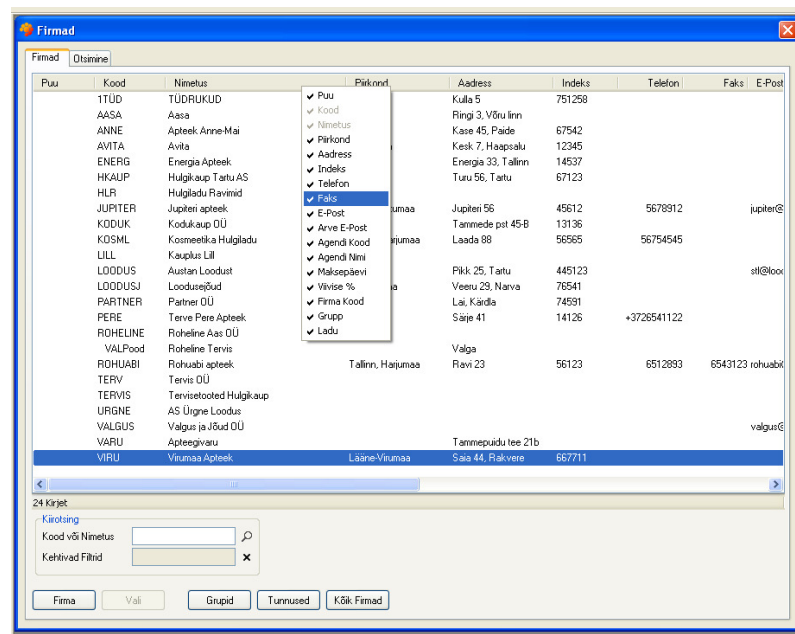 Firmad
Firmad Otsimine
Puu Kood Nimetus Piirkond Aadress Indeks Telefon Faks E-Post
1TÜD TÜDRUKUD Kulla 5 751258
AASA Aasa Ringi 3, Võru linn
ANNE Apteek Anne-Mai Kase 45, Paide 67542
AVITA Avita Kesk 7, Haapsalu 12345
ENERG Energia Apteek Energia 33, Tallinn 14537
HKAUP Hulgikaup Tartu AS Turu 56, Tartu 67123
HLR Hulgiladu Ravimid
JUPITER Jupiteri apteek Jupiteri 56 45612 5678912 jupiter@
KODUK Kodukaup OÜ Tammede pst 45-B 13136
KOSML Kosmeetika Hulgiladu Laada 88 56565 56754545
LILL Kauplus Lill
LOODUS Austan Loodust Pikk 25, Tartu 445123
LOODUSJ Loodusejõud Veeru 29, Narva 76541
PARTNER Partner OÜ Lai, Kärdla 74591
PERE Terve Pere Apteek Särje 41 14126 +3726541122
ROHELINE Roheline Aas OÜ
VALPood Roheline Tervis Valga
ROHUABI Rohuabi apteek Tallinn, Harjumaa Ravi 23 56123 6512893 6543123 rohuabi
TERV Tervis OÜ
TERVIS Tervisetooted Hulgikaup
URGNE AS Ürgne Loodus
VALGUS Valgus ja Jõud OÜ valgus@
VARU Apteegivaru Tammepuidu tee 21b
VIRU Virumaa Apteek Lääne-Virumaa Saia 44, Rakvere 667711
Puu
Kood
Nimetus
Piirkond
Aadress
Indeks
Telefon
Faks
E-Post
Arve E-Post
Agendi Kood
Agendi Nimi
Maksepäevi
Viivise %
Firma Kood
Grupp
Ladu
24 Kirjet
Kiirotsing
Kood või Nimetus
Kehtivad Filtrid
Firma Vali Grupid Tunnused Kõik Firmad